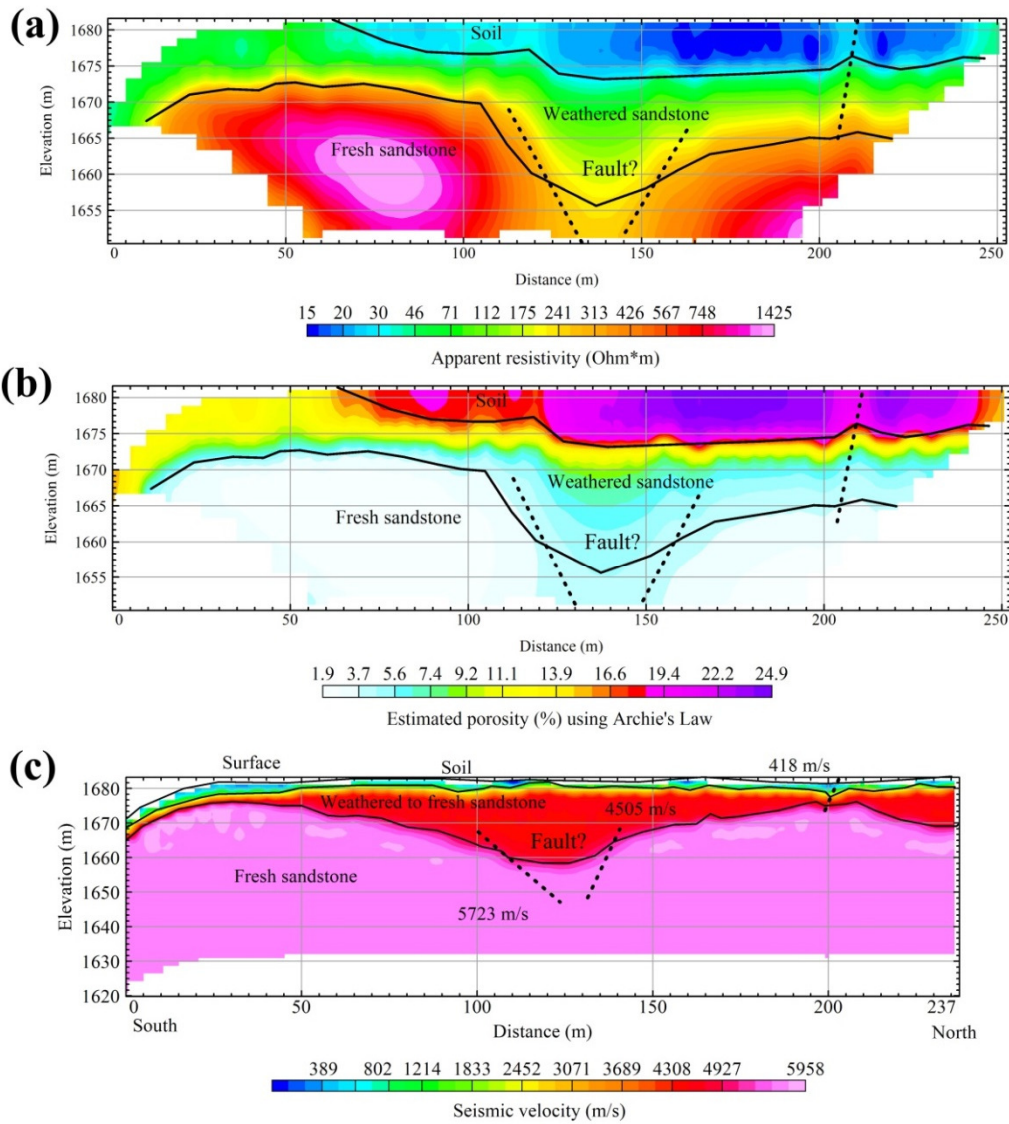 (a)
Elevation (m)
1680
1675
1670
1665
1660
1655
Soil
Weathered sandstone
Fresh sandstone
Fault?
0 50 100 150 200 250
Distance (m)
15 20 30 46 71 112 175 241 313 426 567 748 1425
Apparent resistivity (Ohm*m)
(b)
Elevation (m)
1680
1675
1670
1665
1660
1655
Soil
Weathered sandstone
Fresh sandstone
Fault?
0 50 100 150 200 250
Distance (m)
1.9 3.7 5.6 7.4 9.2 11.1 13.9 16.6 19.4 22.2 24.9
Estimated porosity (%) using Archie's Law
(c)
Elevation (m)
1680
1670
1660
1650
1640
1630
1620
Surface Soil 418 m/s
Weathered to fresh sandstone 4505 m/s
Fault?
Fresh sandstone
5723 m/s
0 50 100 150 200 237
South Distance (m) North
389 802 1214 1833 2452 3071 3689 4308 4927 5958
Seismic velocity (m/s)